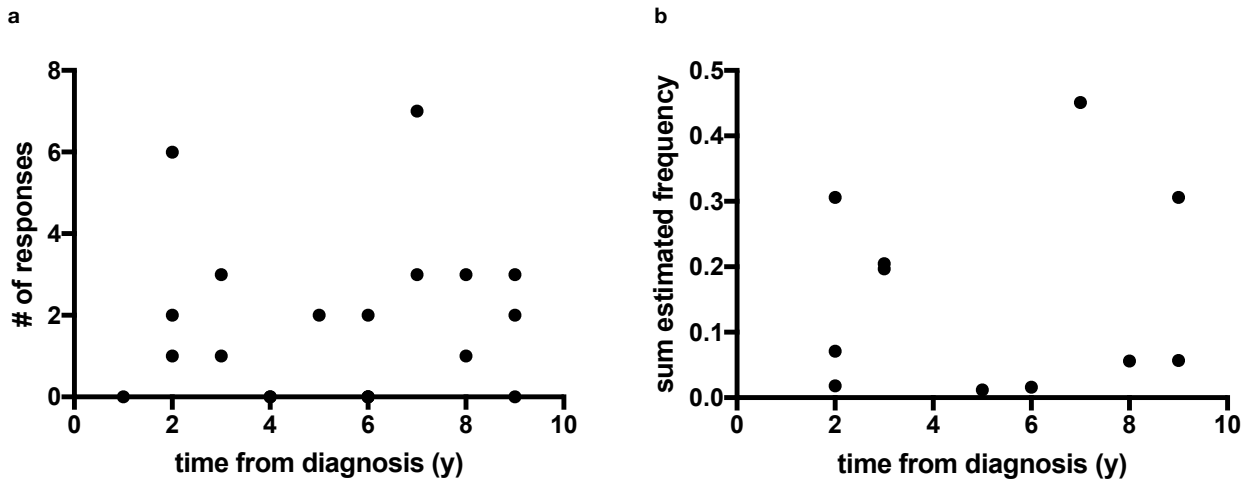 a
8
6
4
2
0
# of responses
0 2 4 6 8 10
time from diagnosis (y)
b
0.5
0.4
0.3
0.2
0.1
0.0
sum estimated frequency
0 2 4 6 8 10
time from diagnosis (y)